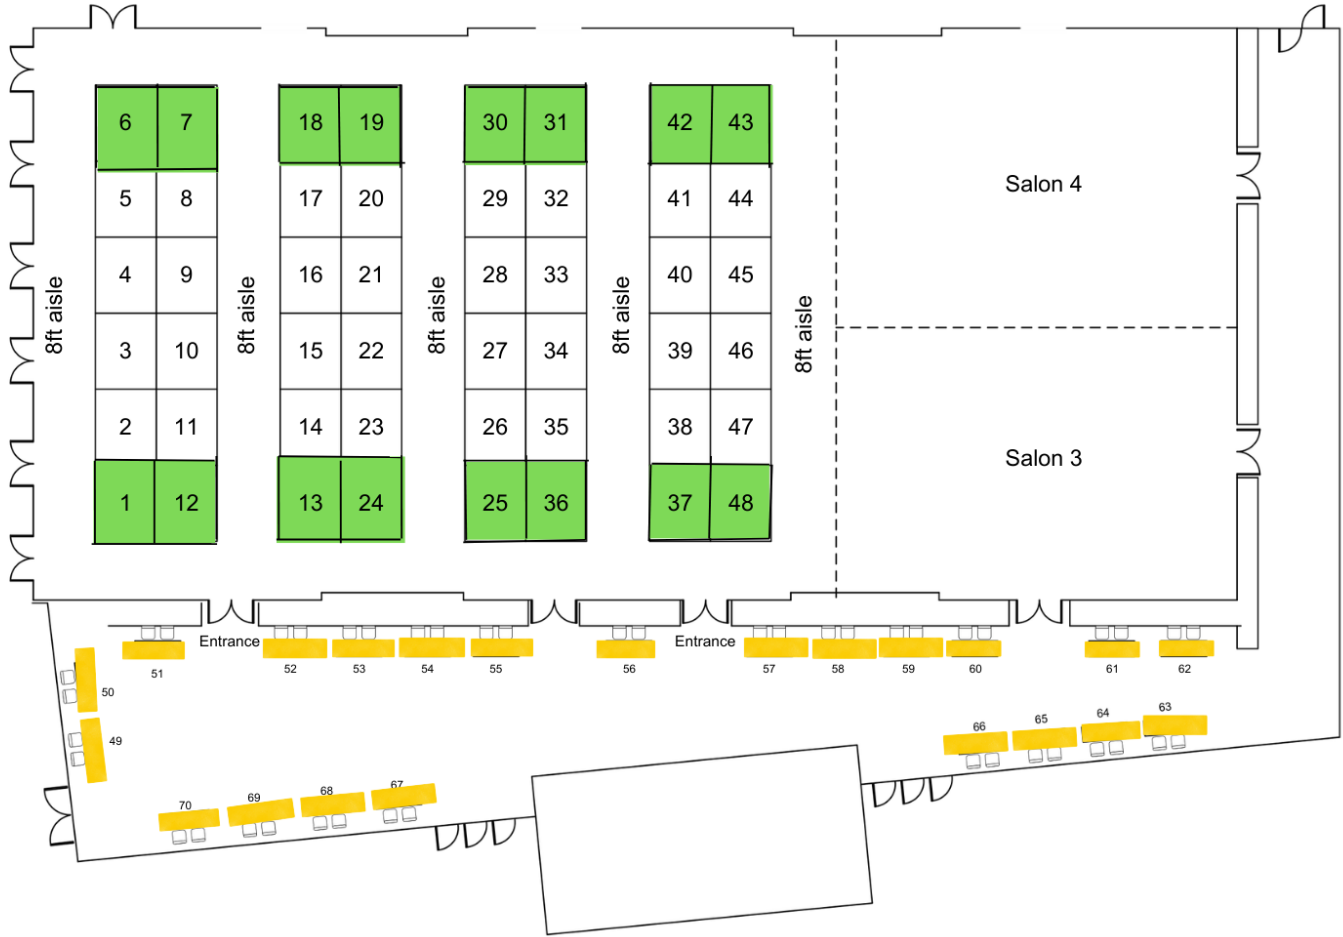 6 7 18 19 30 31 42 43
5 8 17 20 29 32 41 44
Salon 4
4 9 16 21 28 33 40 45
8ft aisle
8ft aisle
8ft aisle
8ft aisle
8ft aisle
3 10 15 22 27 34 39 46
2 11 14 23 26 35 38 47
Salon 3
1 12 13 24 25 36 37 48
Entrance
Entrance
51 52 53 54 55 56 57 58 59 60 61 62
50
49
66 65 64 63
70 69 68 67